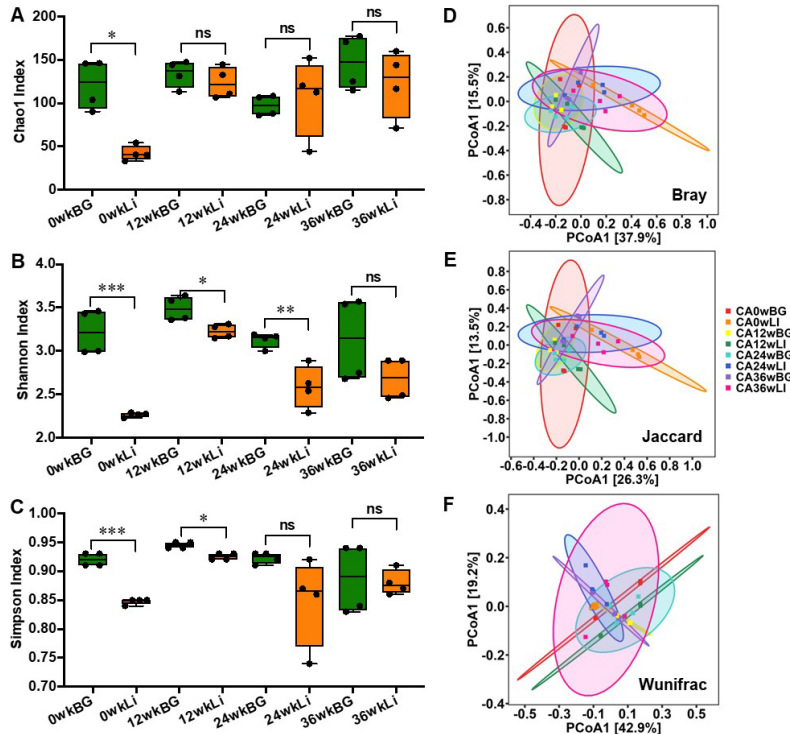 A
Chao1 Index
150
100
50
0
*
ns
ns
ns
0wkBG
0wkLi
12wkBG
12wkLi
24wkBG
24wkLi
36wkBG
36wkLi
B
Shannon Index
4.0
3.5
3.0
2.5
2.0
***
*
**
ns
0wkBG
0wkLi
12wkBG
12wkLi
24wkBG
24wkLi
36wkBG
36wkLi
C
Simpson Index
1.00
0.95
0.90
0.85
0.80
0.75
0.70
***
*
ns
ns
0wkBG
0wkLi
12wkBG
12wkLi
24wkBG
24wkLi
36wkBG
36wkLi
D
PCoA1 [15.5%]
0.6
0.4
0.2
0.0
-0.2
-0.4
-0.6
-0.8
Bray
-0.4 -0.2 0.0 0.2 0.4 0.6 0.8 1.0
PCoA1 [37.9%]
E
PCoA1 [13.5%]
0.8
0.6
0.4
0.2
0.0
-0.2
-0.4
-0.6
-0.8
-1.0
Jaccard
-0.6 -0.4 -0.2 0.0 0.2 0.4 0.6 0.8 1.0
PCoA1 [26.3%]
CA0wBG
CA0wLI
CA12wBG
CA12wLI
CA24wBG
CA24wLI
CA36wBG
CA36wLI
F
PCoA1 [19.2%]
0.4
0.2
0.0
-0.2
-0.4
Wunifrac
-0.5 -0.3 -0.1 0.1 0.3 0.5
PCoA1 [42.9%]